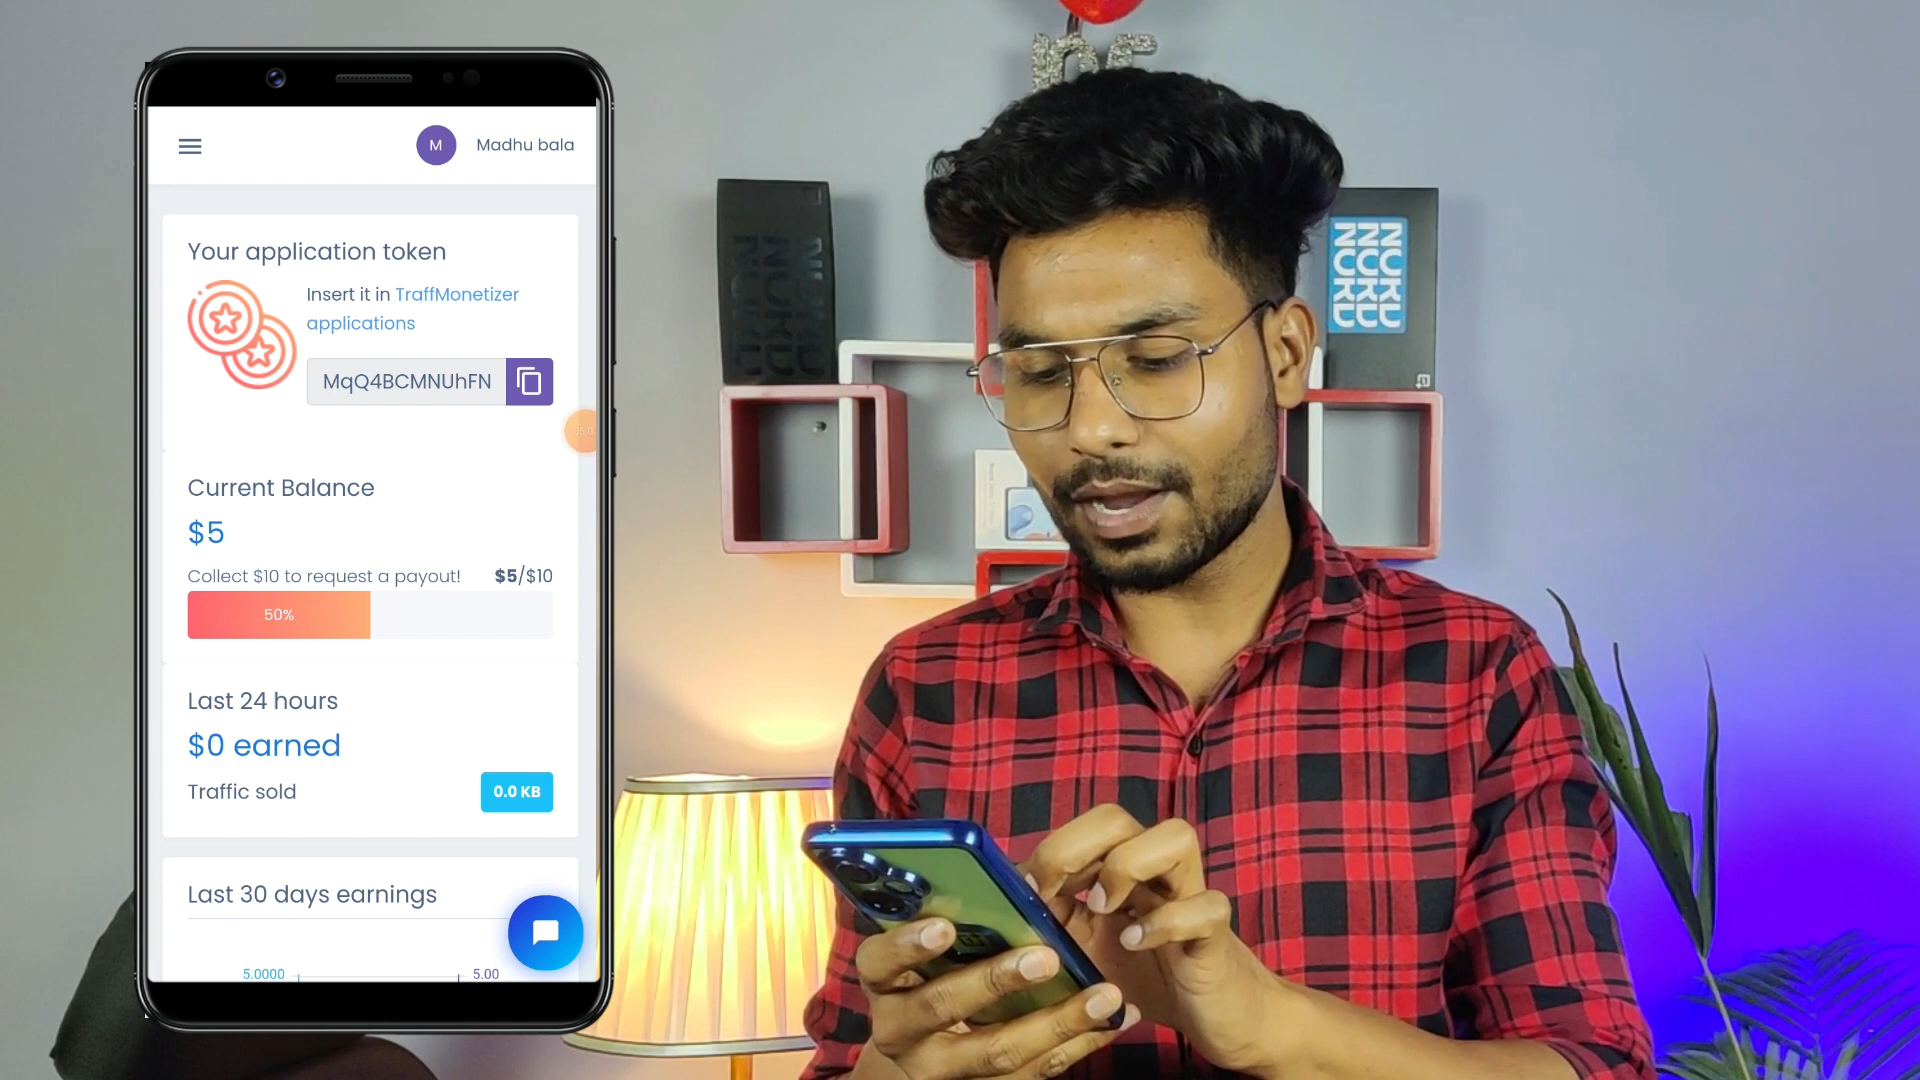 M Madhu bala
Your application token
Insert it in TraffMonetizer
applications
MqQ4BCMNUhFN
Current Balance
$5
Collect $10 to request a payout! $5/$10
50%
Last 24 hours
$0 earned
Traffic sold 0.0 KB
Last 30 days earnings
5.0000 5.00